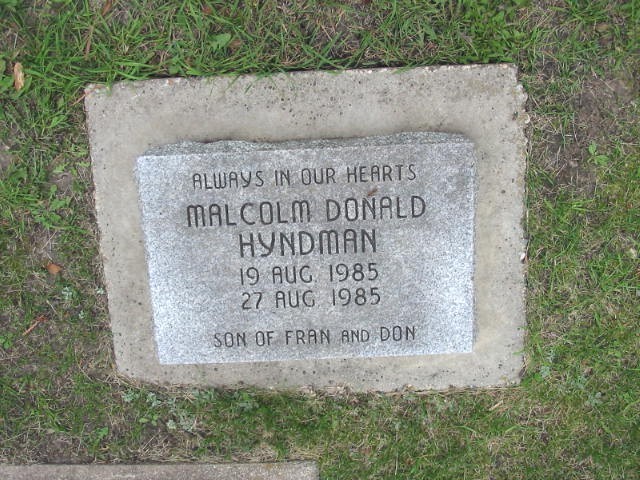 ALWAYS IN OUR HEARTS
MALCOLM DONALD
HYNDMAN
19 AUG 1985
27 AUG 1985
SON OF FRAN AND DON